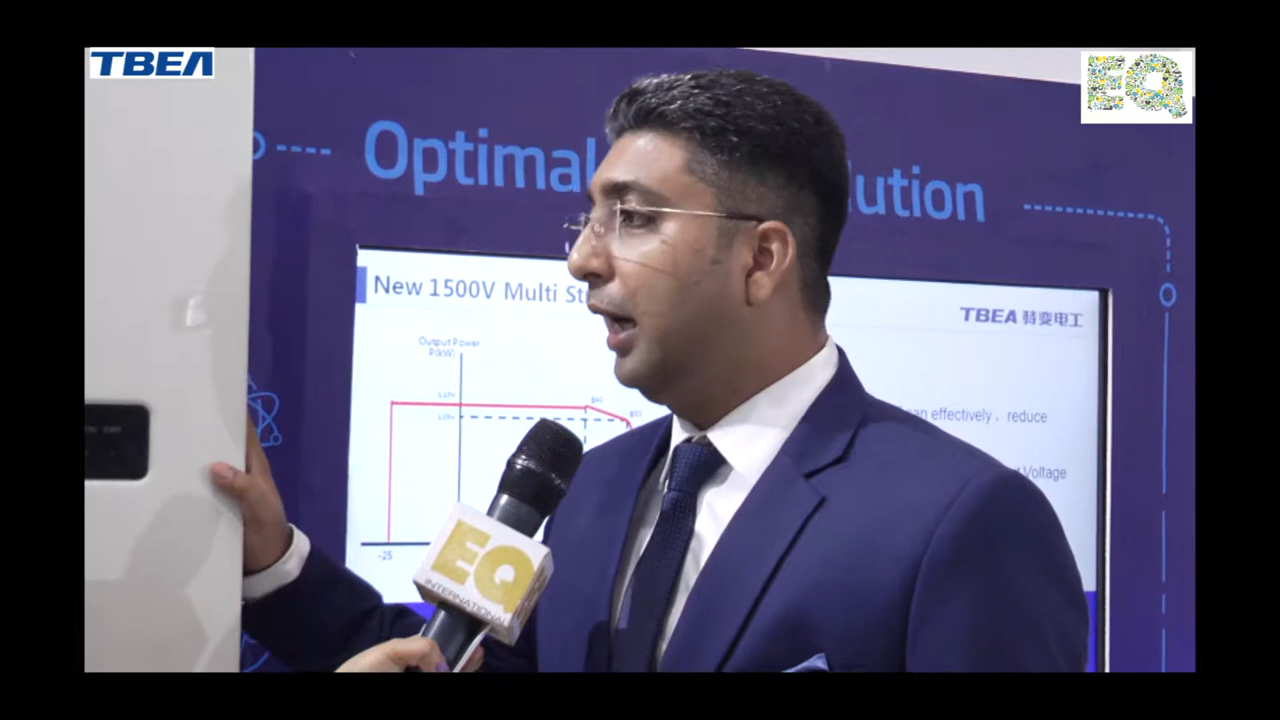 TBEA
EQ
Optimal
lution
New 1500V Multi St
TBEA 特变电工
Output Power
P(kW)
an effectively，reduce
Voltage
-25
EQ
INTERNATIONAL